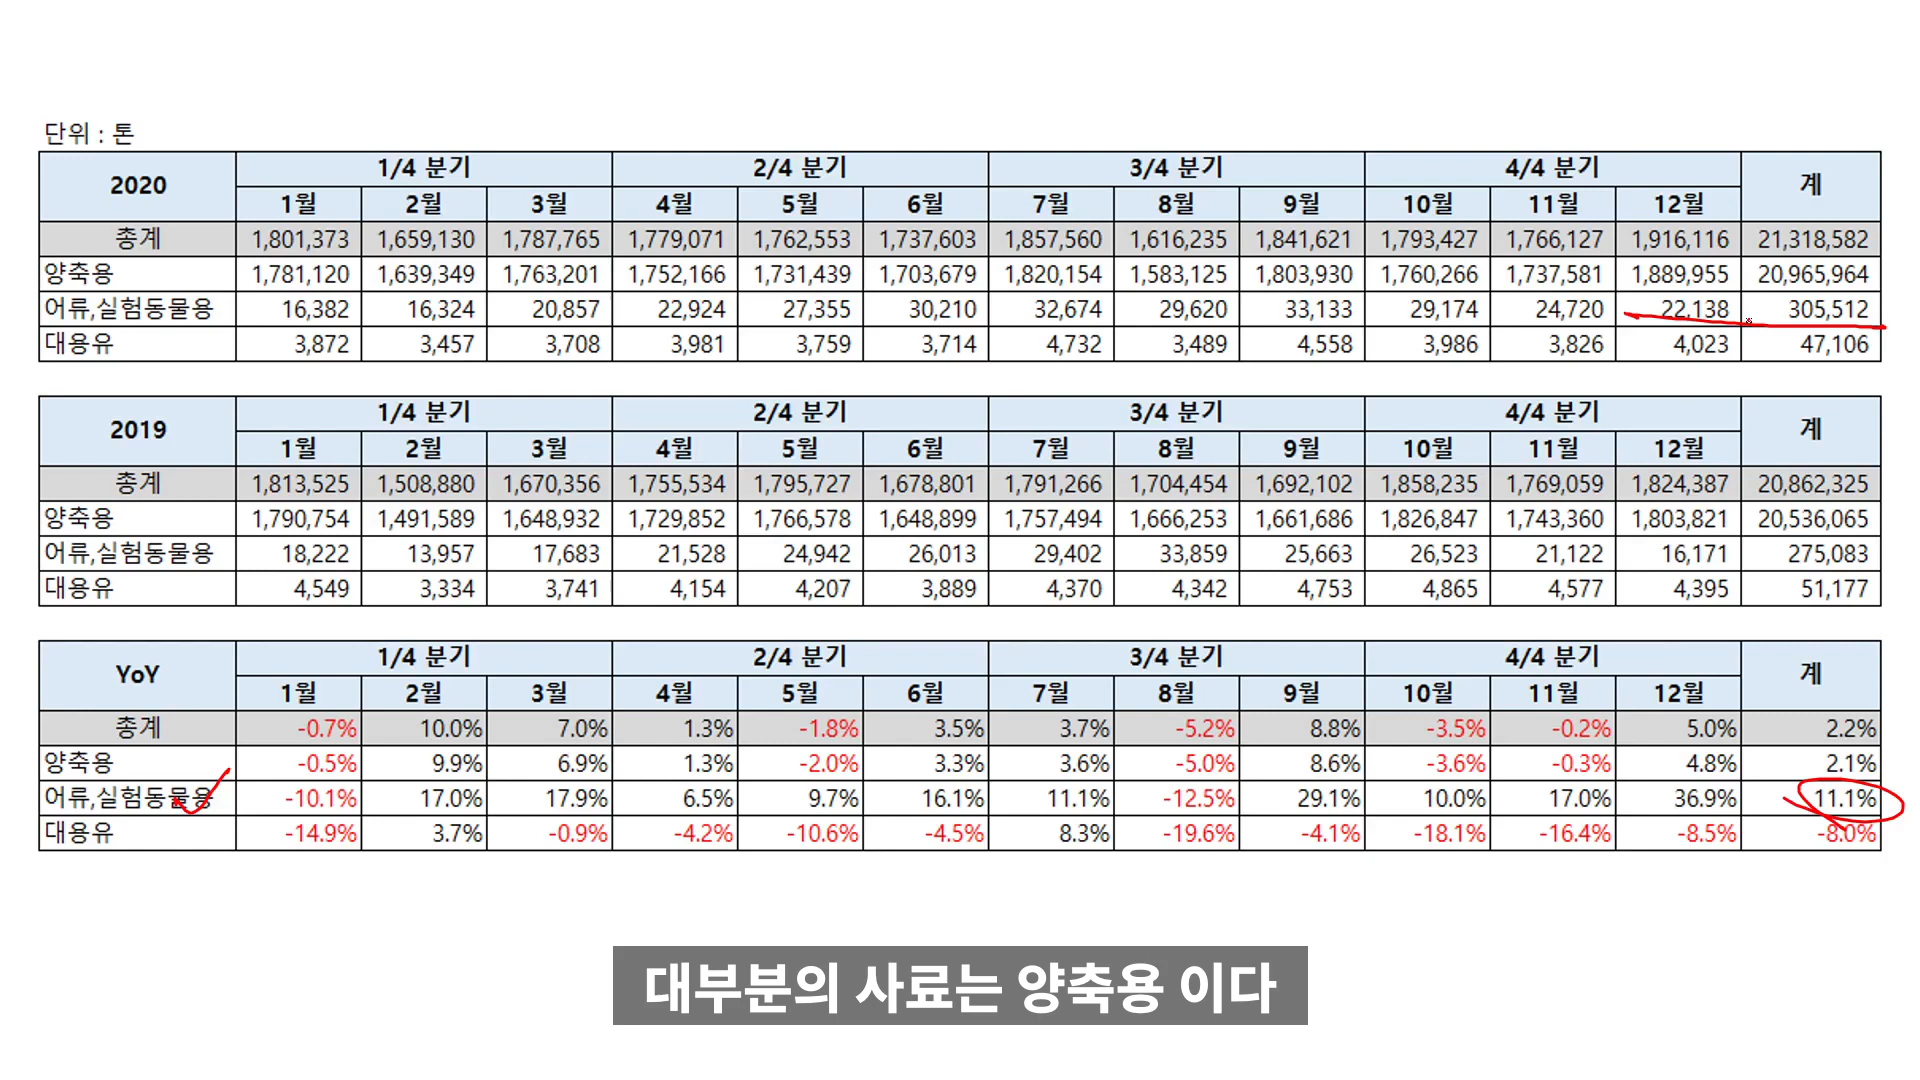 단위 : 톤
2020 1/4 분기 2/4 분기 3/4 분기 4/4 분기 계
1월 2월 3월 4월 5월 6월 7월 8월 9월 10월 11월 12월
총계 1,801,373 1,659,130 1,787,765 1,779,071 1,762,553 1,737,603 1,857,560 1,616,235 1,841,621 1,793,427 1,766,127 1,916,116 21,318,582
양축용 1,781,120 1,639,349 1,763,201 1,752,166 1,731,439 1,703,679 1,820,154 1,583,125 1,803,930 1,760,266 1,737,581 1,889,955 20,965,964
어류,실험동물용 16,382 16,324 20,857 22,924 27,355 30,210 32,674 29,620 33,133 29,174 24,720 22,138 305,512
대용유 3,872 3,457 3,708 3,981 3,759 3,714 4,732 3,489 4,558 3,986 3,826 4,023 47,106
2019 1/4 분기 2/4 분기 3/4 분기 4/4 분기 계
1월 2월 3월 4월 5월 6월 7월 8월 9월 10월 11월 12월
총계 1,813,525 1,508,880 1,670,356 1,755,534 1,795,727 1,678,801 1,791,266 1,704,454 1,692,102 1,858,235 1,769,059 1,824,387 20,862,325
양축용 1,790,754 1,491,589 1,648,932 1,729,852 1,766,578 1,648,899 1,757,494 1,666,253 1,661,686 1,826,847 1,743,360 1,803,821 20,536,065
어류,실험동물용 18,222 13,957 17,683 21,528 24,942 26,013 29,402 33,859 25,663 26,523 21,122 16,171 275,083
대용유 4,549 3,334 3,741 4,154 4,207 3,889 4,370 4,342 4,753 4,865 4,577 4,395 51,177
YoY 1/4 분기 2/4 분기 3/4 분기 4/4 분기 계
1월 2월 3월 4월 5월 6월 7월 8월 9월 10월 11월 12월
총계 -0.7% 10.0% 7.0% 1.3% -1.8% 3.5% 3.7% -5.2% 8.8% -3.5% -0.2% 5.0% 2.2%
양축용 -0.5% 9.9% 6.9% 1.3% -2.0% 3.3% 3.6% -5.0% 8.6% -3.6% -0.3% 4.8% 2.1%
어류,실험동물용 -10.1% 17.0% 17.9% 6.5% 9.7% 16.1% 11.1% -12.5% 29.1% 10.0% 17.0% 36.9% 11.1%
대용유 -14.9% 3.7% -0.9% -4.2% -10.6% -4.5% 8.3% -19.6% -4.1% -18.1% -16.4% -8.5% -8.0%
대부분의 사료는 양축용 이다